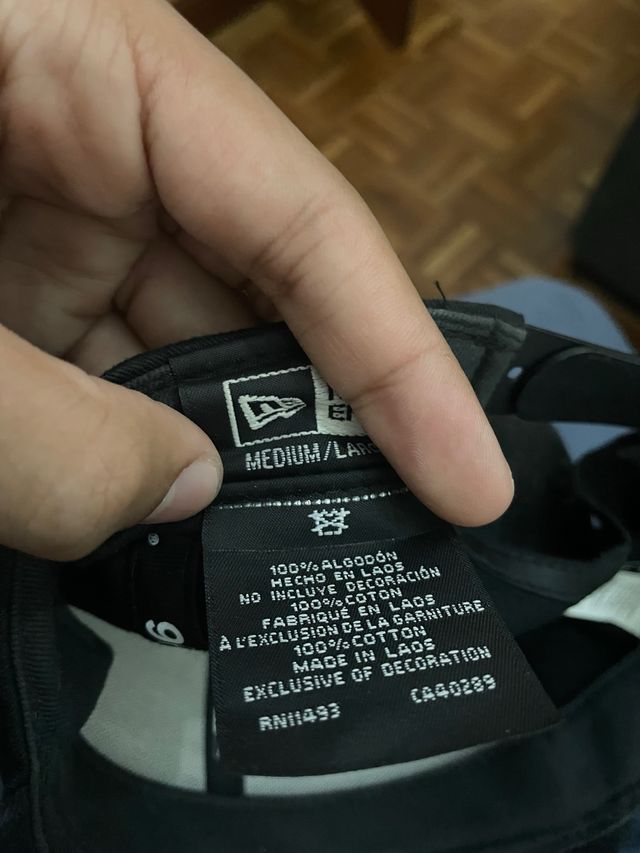 MEDIUM/LAR
100% ALGODÓN
HECHO EN LAOS
NO INCLUYE DECORACIÓN
100% COTON
FABRIQUÉ EN LAOS
À L'EXCLUSION DE LA GARNITURE
100% COTTON
MADE IN LAOS
EXCLUSIVE OF DECORATION
RN11493 CA40289